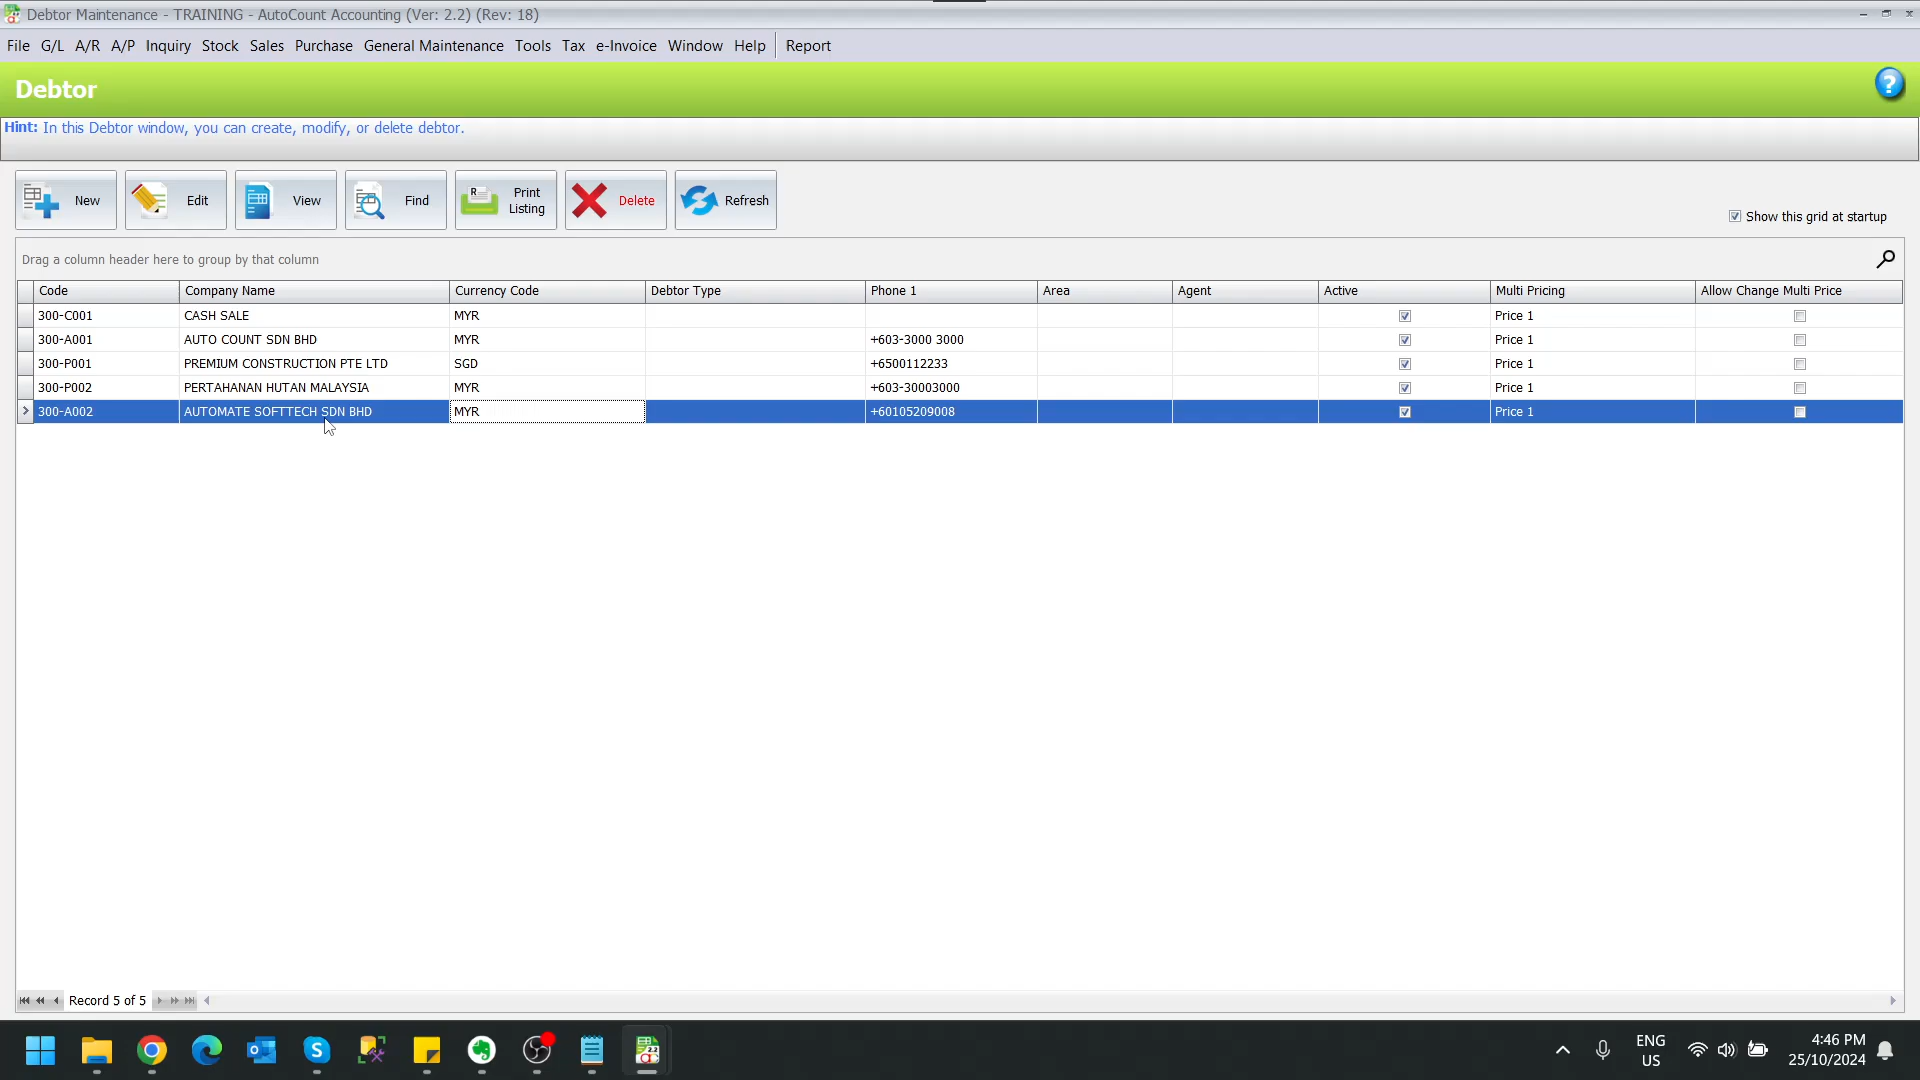 Debtor Maintenance - TRAINING - AutoCount Accounting (Ver: 2.2) (Rev: 18)
File G/L A/R A/P Inquiry Stock Sales Purchase General Maintenance Tools Tax e-Invoice Window Help Report
Debtor
Hint: In this Debtor window, you can create, modify, or delete debtor.
New Edit View Find Print Listing Delete Refresh
Show this grid at startup
Drag a column header here to group by that column
Code Company Name Currency Code Debtor Type Phone 1 Area Agent Active Multi Pricing Allow Change Multi Price
300-C001 CASH SALE MYR Price 1
300-A001 AUTO COUNT SDN BHD MYR +603-3000 3000 Price 1
300-P001 PREMIUM CONSTRUCTION PTE LTD SGD +6500112233 Price 1
300-P002 PERTAHANAN HUTAN MALAYSIA MYR +603-30003000 Price 1
300-A002 AUTOMATE SOFTTECH SDN BHD MYR +60105209008 Price 1
Record 5 of 5
ENG US
4:46 PM
25/10/2024